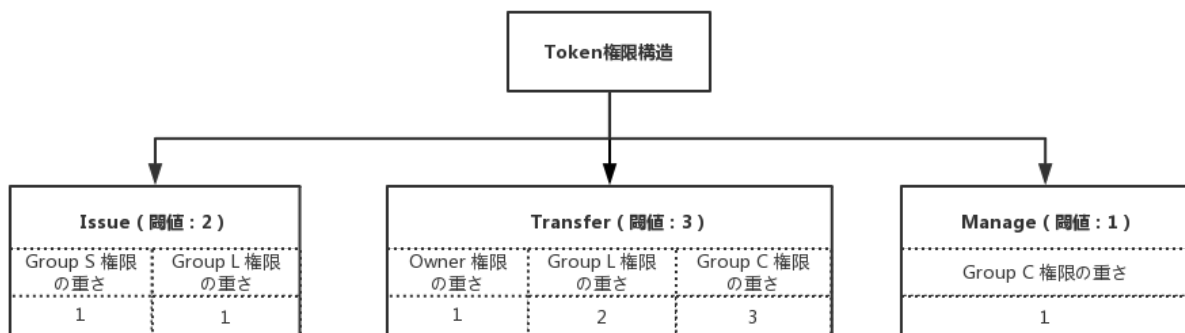 Token権限構造
Issue（閾値：2）
Group S 権限
の重さ
Group L 権限
の重さ
1
1
Transfer（閾値：3）
Owner 権限
の重さ
Group L 権限
の重さ
Group C 権限
の重さ
1
2
3
Manage（閾値：1）
Group C 権限の重さ
1